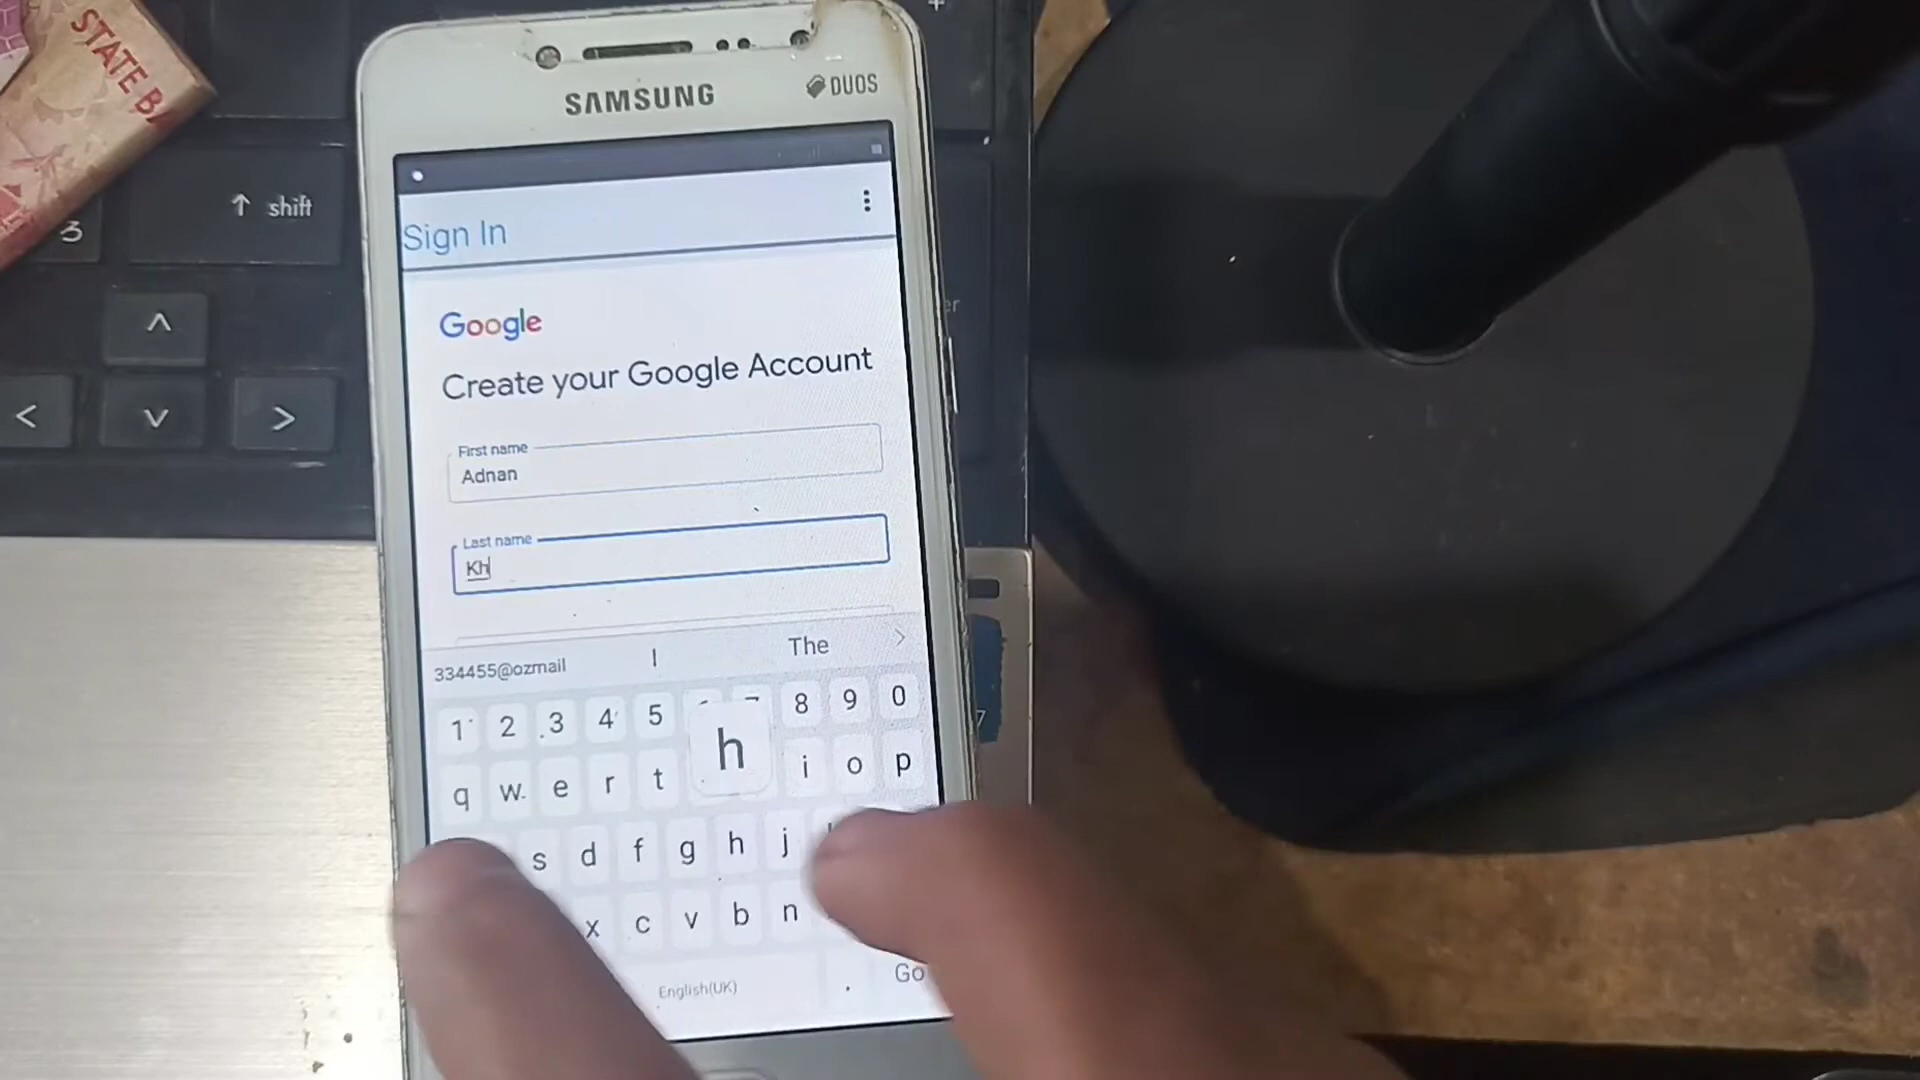 STATE BA
SAMSUNG
DUOS
shift
3
Sign In
Google
Create your Google Account
First name
Adnan
Last name
Kh
334455@ozmail
I
The
1 2 3 4 5 8 9 0
h
q w e r t i o p
s d f g h j
x c v b n
English(UK)
.
Go